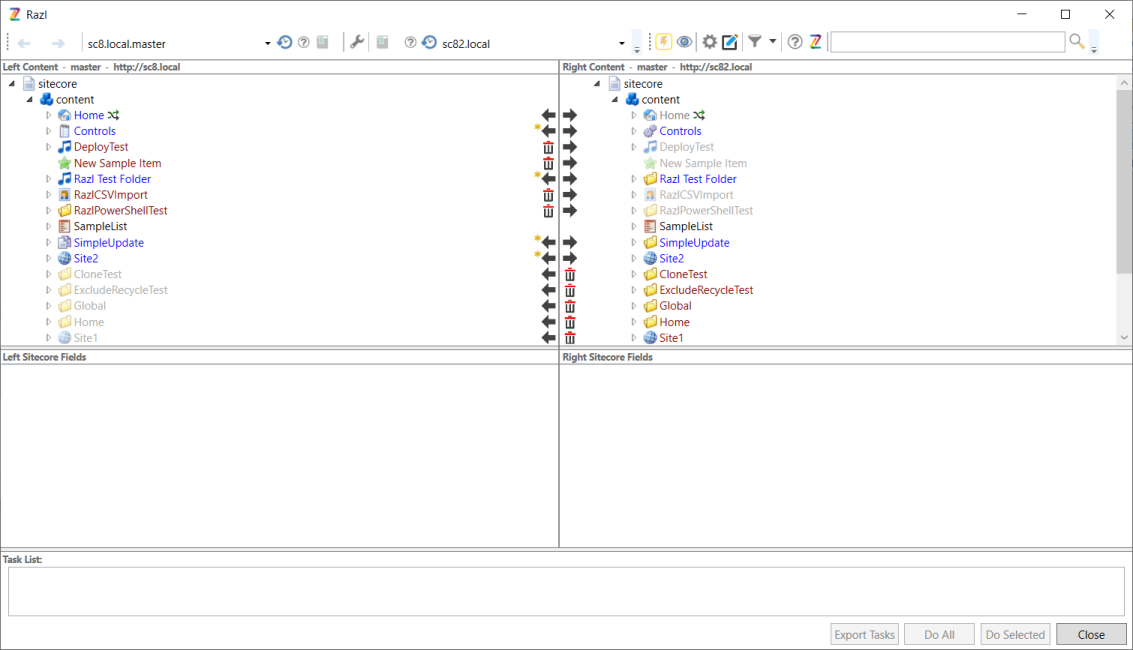 Razl
sc8.local.master
sc82.local
Left Content - master - http://sc8.local
sitecore
content
Home
Controls
DeployTest
New Sample Item
Razl Test Folder
RazlCSVImport
RazlPowerShellTest
SampleList
SimpleUpdate
Site2
CloneTest
ExcludeRecycleTest
Global
Home
Site1
Right Content - master - http://sc82.local
sitecore
content
Home
Controls
DeployTest
New Sample Item
Razl Test Folder
RazlCSVImport
RazlPowerShellTest
SampleList
SimpleUpdate
Site2
CloneTest
ExcludeRecycleTest
Global
Home
Site1
Left Sitecore Fields
Right Sitecore Fields
Task List:
Export Tasks
Do All
Do Selected
Close